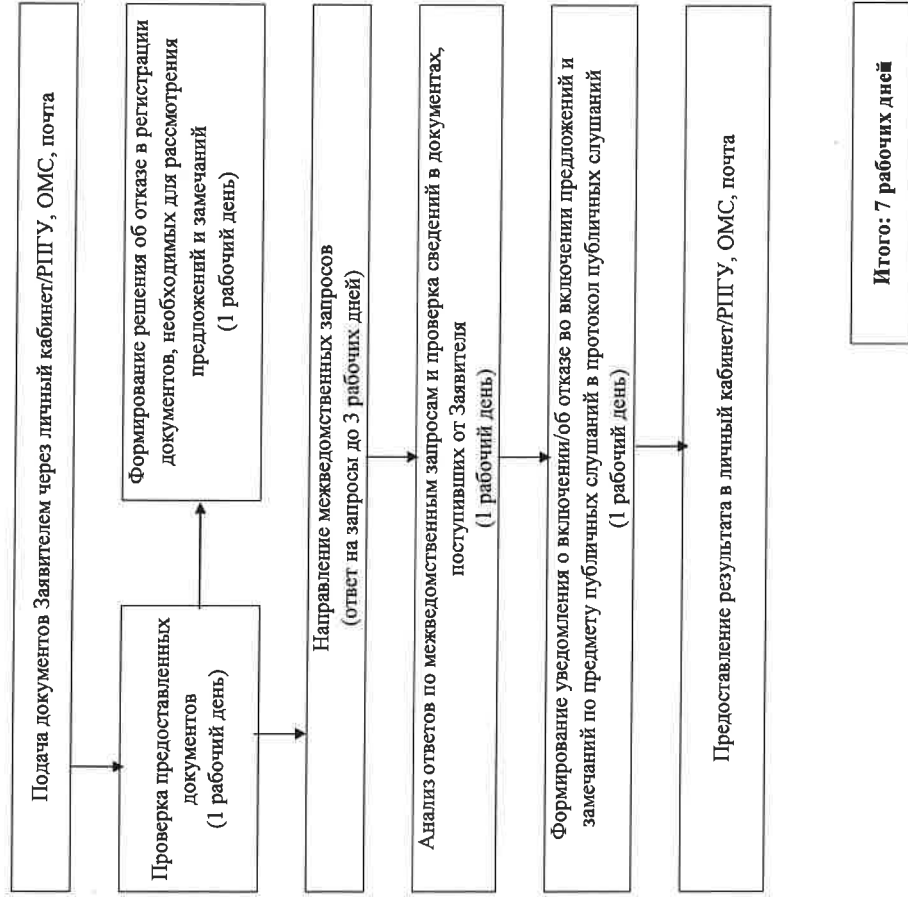 Подача документов Заявителем через личный кабинет/РПГУ, ОМС, почта
Проверка предоставленных
документов
(1 рабочий день)
Формирование решения об отказе в регистрации
документов, необходимых для рассмотрения
предложений и замечаний
(1 рабочий день)
Направление межведомственных запросов
(ответ на запросы до 3 рабочих дней)
Анализ ответов по межведомственным запросам и проверка сведений в документах,
поступивших от Заявителя
(1 рабочий день)
Формирование уведомления о включении/об отказе во включении предложений и
замечаний по предмету публичных слушаний в протокол публичных слушаний
(1 рабочий день)
Предоставление результата в личный кабинет/РПГУ, ОМС, почта
Итого: 7 рабочих дней